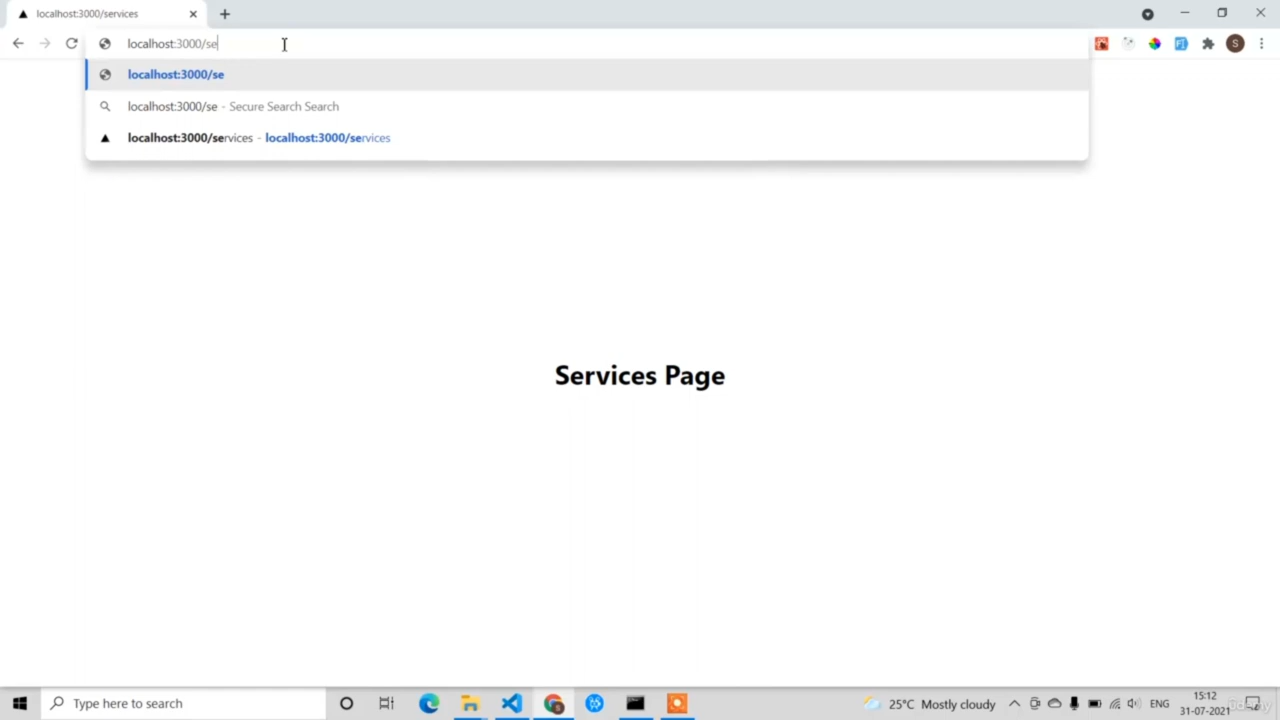 localhost:3000/services
localhost:3000/se
S
localhost:3000/se
localhost:3000/se - Secure Search Search
localhost:3000/services - localhost:3000/services
Services Page
Type here to search
25°C Mostly cloudy
ENG
15:12
31-07-2021
Udemy